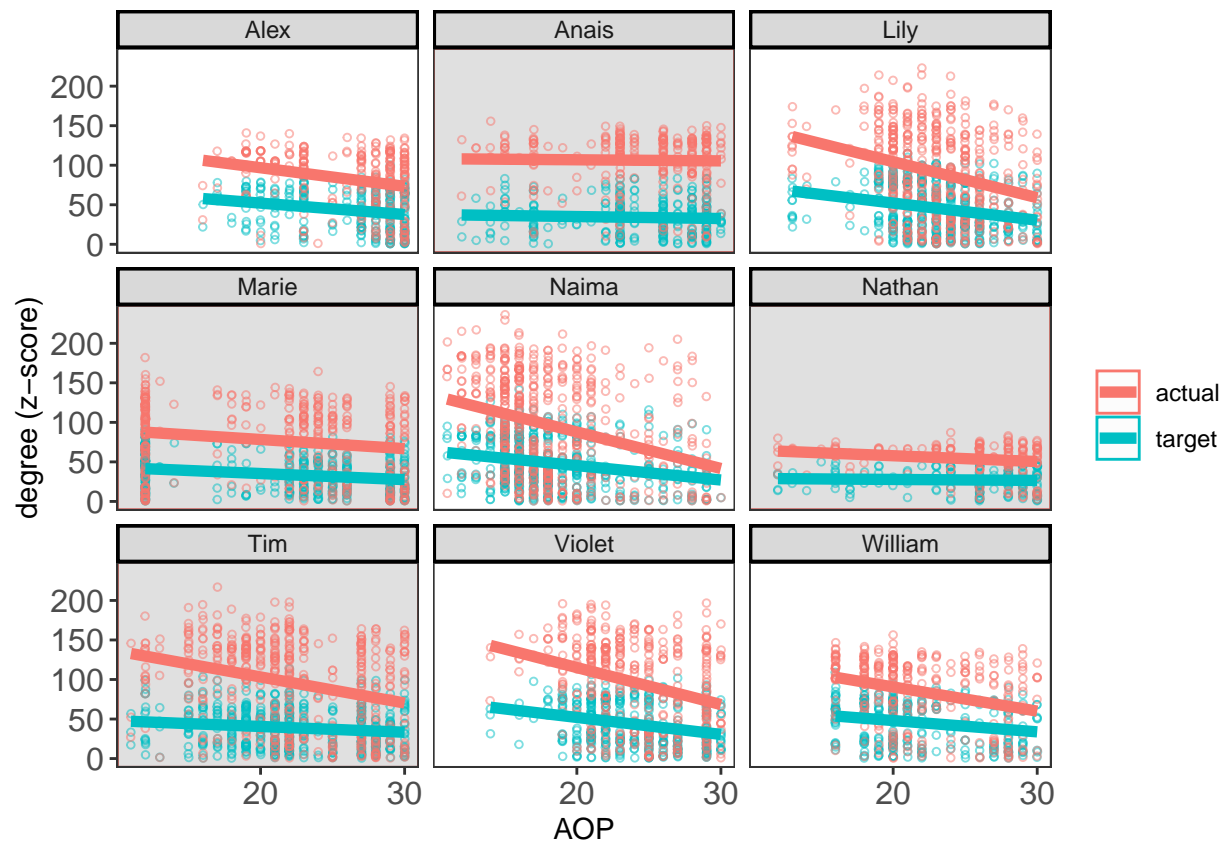 Alex Anais Lily
200
150
100
50
0
Marie Naima Nathan
200
150
100
50
0
Tim Violet William
200
150
100
50
0
20 30 20 30 20 30
AOP
degree (z−score)
actual
target